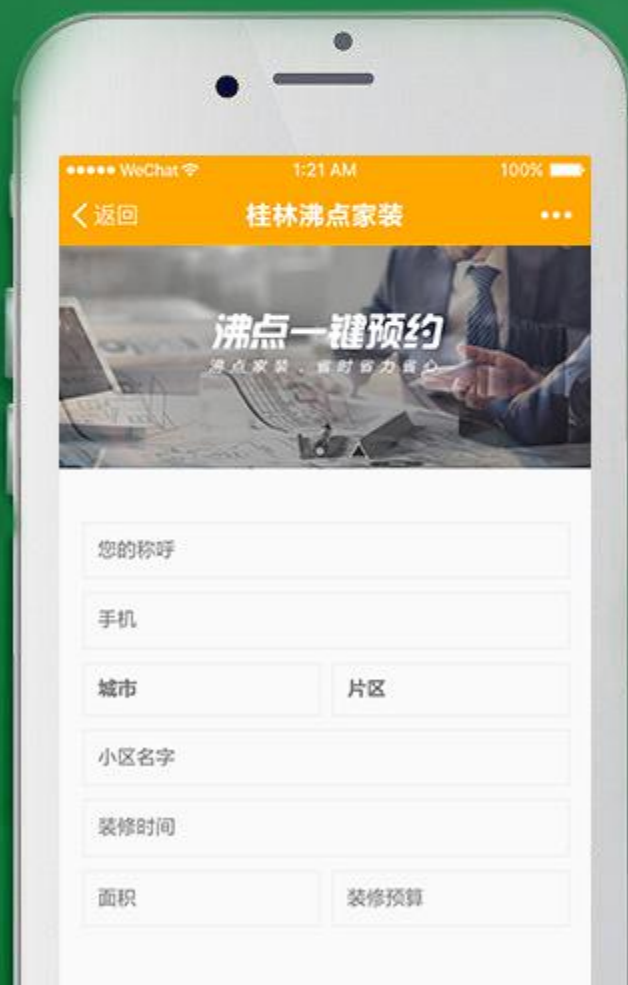 WeChat 1:21 AM 100%
返回 桂林沸点家装
沸点一键预约
沸点家装 . 省时省力省心
您的称呼
手机
城市 片区
小区名字
装修时间
面积 装修预算